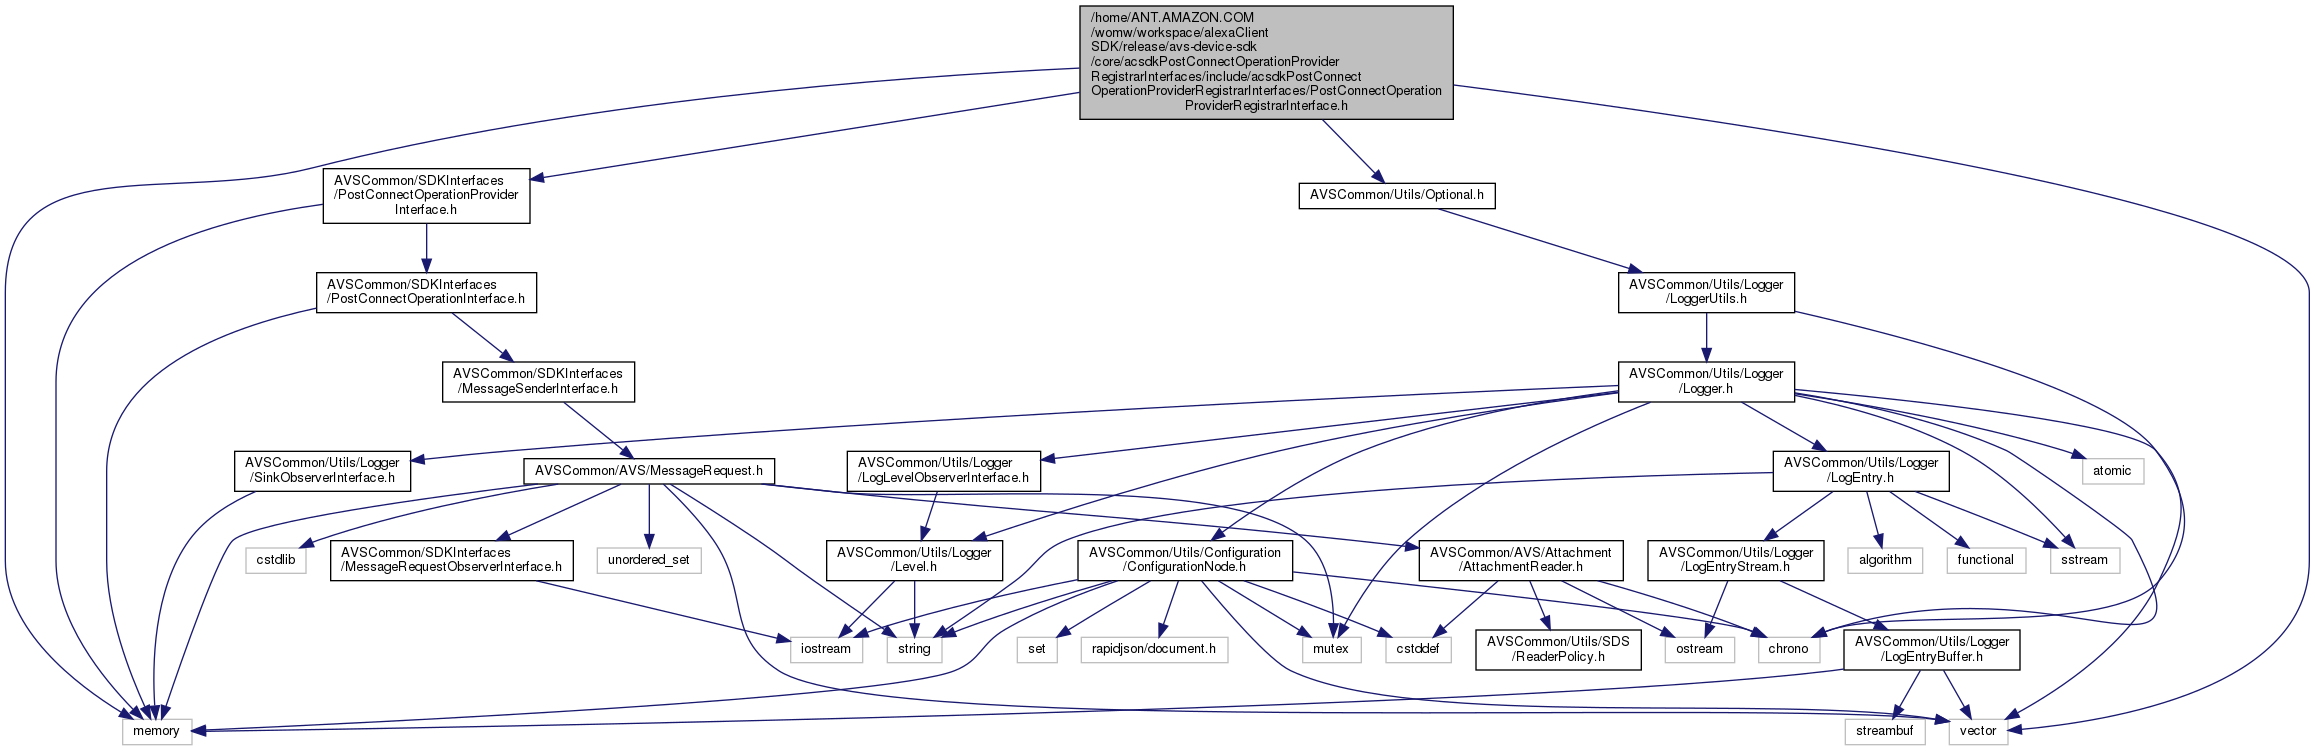 /home/ANT.AMAZON.COM
/womw/workspace/alexaClient
SDK/release/avs-device-sdk
/core/acsdkPostConnectOperationProvider
RegistrarInterfaces/include/acsdkPostConnect
OperationProviderRegistrarInterfaces/PostConnectOperation
ProviderRegistrarInterface.h
AVSCommon/SDKInterfaces
/PostConnectOperationProvider
Interface.h
AVSCommon/Utils/Optional.h
AVSCommon/SDKInterfaces
/PostConnectOperationInterface.h
AVSCommon/Utils/Logger
/LoggerUtils.h
AVSCommon/SDKInterfaces
/MessageSenderInterface.h
AVSCommon/Utils/Logger
/Logger.h
AVSCommon/Utils/Logger
/SinkObserverInterface.h
AVSCommon/AVS/MessageRequest.h
AVSCommon/Utils/Logger
/LogLevelObserverInterface.h
AVSCommon/Utils/Logger
/LogEntry.h
atomic
cstdlib
AVSCommon/SDKInterfaces
/MessageRequestObserverInterface.h
unordered_set
AVSCommon/Utils/Logger
/Level.h
AVSCommon/Utils/Configuration
/ConfigurationNode.h
AVSCommon/AVS/Attachment
/AttachmentReader.h
AVSCommon/Utils/Logger
/LogEntryStream.h
algorithm
functional
sstream
iostream
string
set
rapidjson/document.h
mutex
cstddef
AVSCommon/Utils/SDS
/ReaderPolicy.h
ostream
chrono
AVSCommon/Utils/Logger
/LogEntryBuffer.h
memory
streambuf
vector